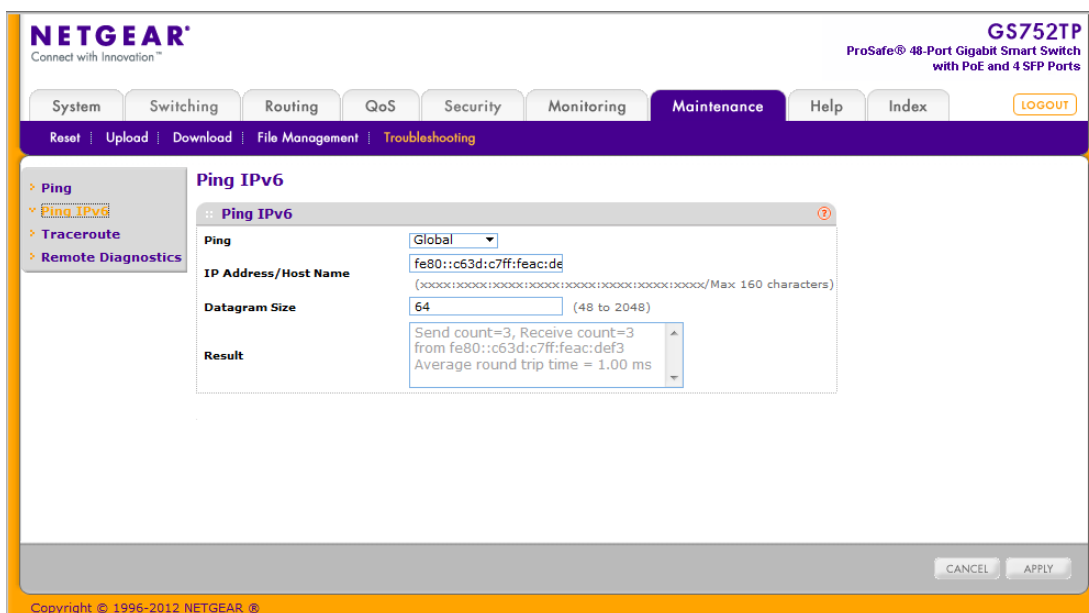 NETGEAR®
Connect with Innovation™
GS752TP
ProSafe® 48-Port Gigabit Smart Switch
with PoE and 4 SFP Ports
System Switching Routing QoS Security Monitoring Maintenance Help Index LOGOUT
Reset | Upload | Download | File Management | Troubleshooting
Ping
Ping IPv6
Traceroute
Remote Diagnostics
Ping IPv6
Ping IPv6
Ping Global
IP Address/Host Name fe80::c63d:c7ff:feac:de
(xxxx:xxxx:xxxx:xxxx:xxxx:xxxx:xxxx:xxxx/Max 160 characters)
Datagram Size 64 (48 to 2048)
Result
Send count=3, Receive count=3
from fe80::c63d:c7ff:feac:def3
Average round trip time = 1.00 ms
CANCEL APPLY
Copyright © 1996-2012 NETGEAR ®